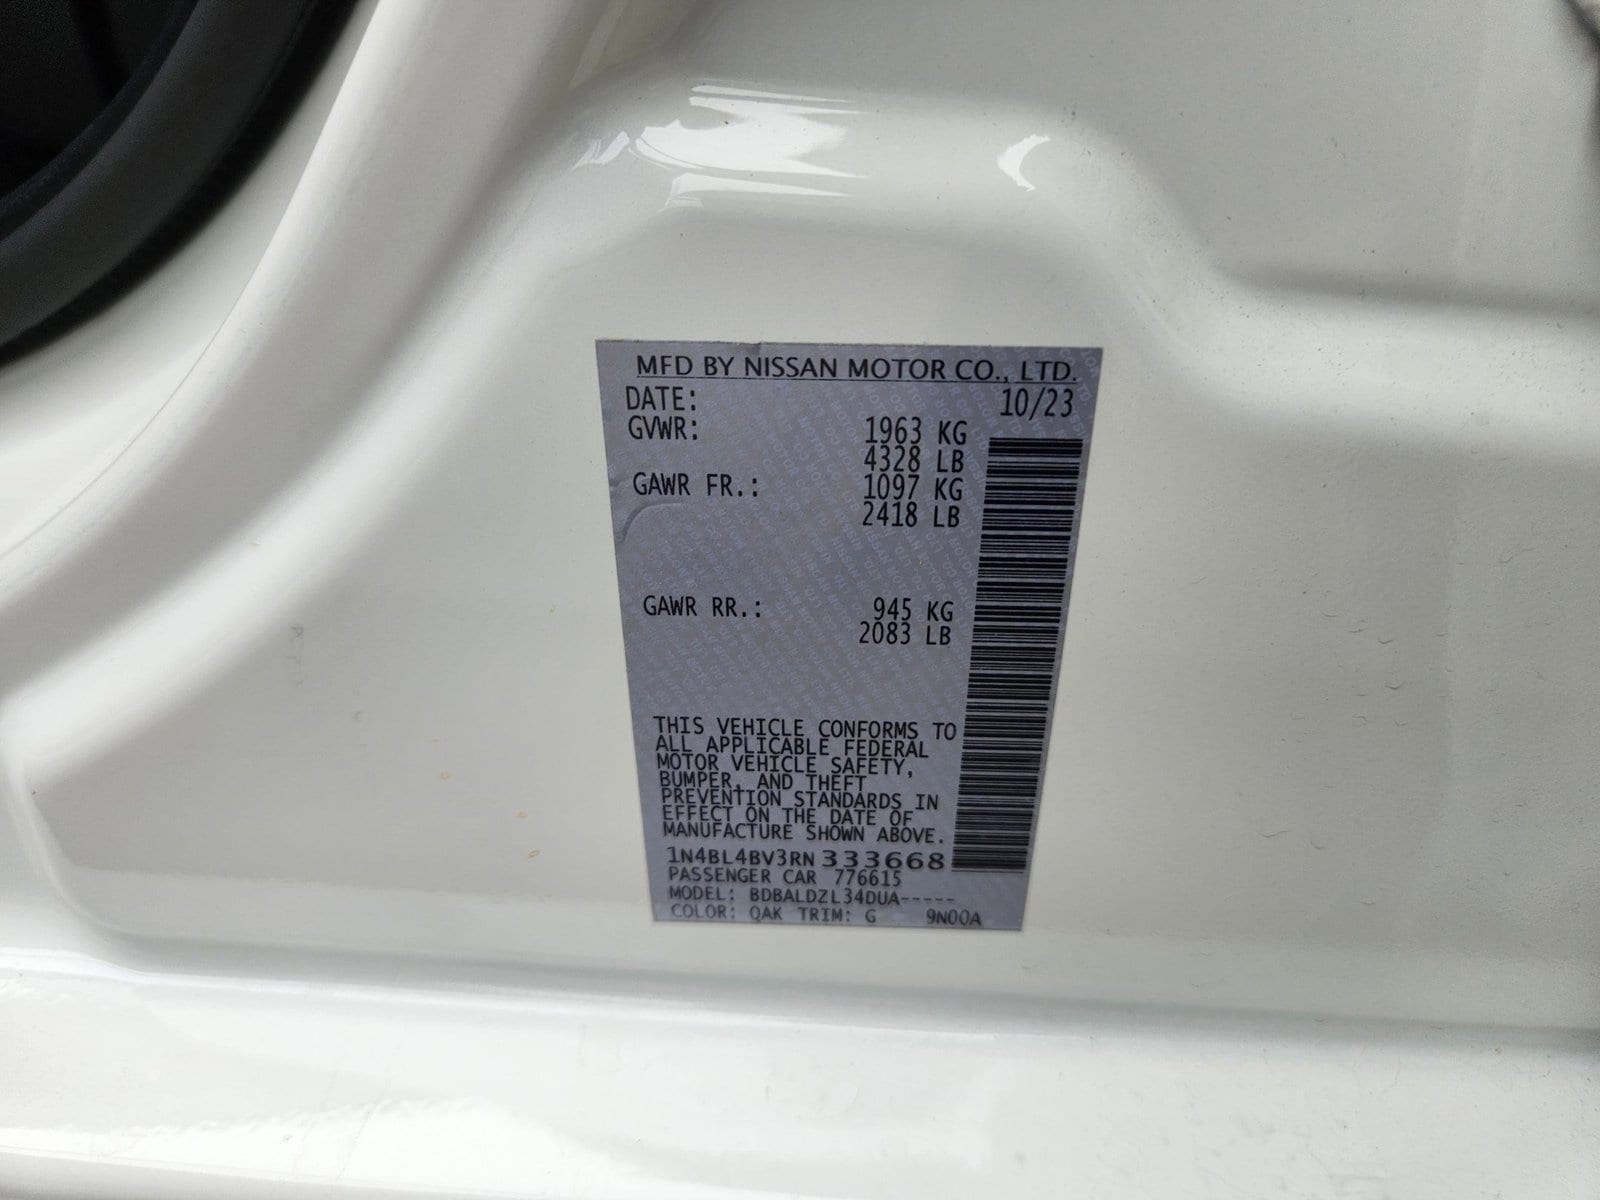 MFD BY NISSAN MOTOR CO., LTD.
DATE: 10/23
GVWR: 1963 KG
4328 LB
GAWR FR.: 1097 KG
2418 LB
GAWR RR.: 945 KG
2083 LB
THIS VEHICLE CONFORMS TO
ALL APPLICABLE FEDERAL
MOTOR VEHICLE SAFETY,
BUMPER, AND THEFT
PREVENTION STANDARDS IN
EFFECT ON THE DATE OF
MANUFACTURE SHOWN ABOVE.
1N4BL4BV3RN333668
PASSENGER CAR 776615
MODEL: BDBALDZL34DUA-----
COLOR: QAK TRIM: G 9N00A